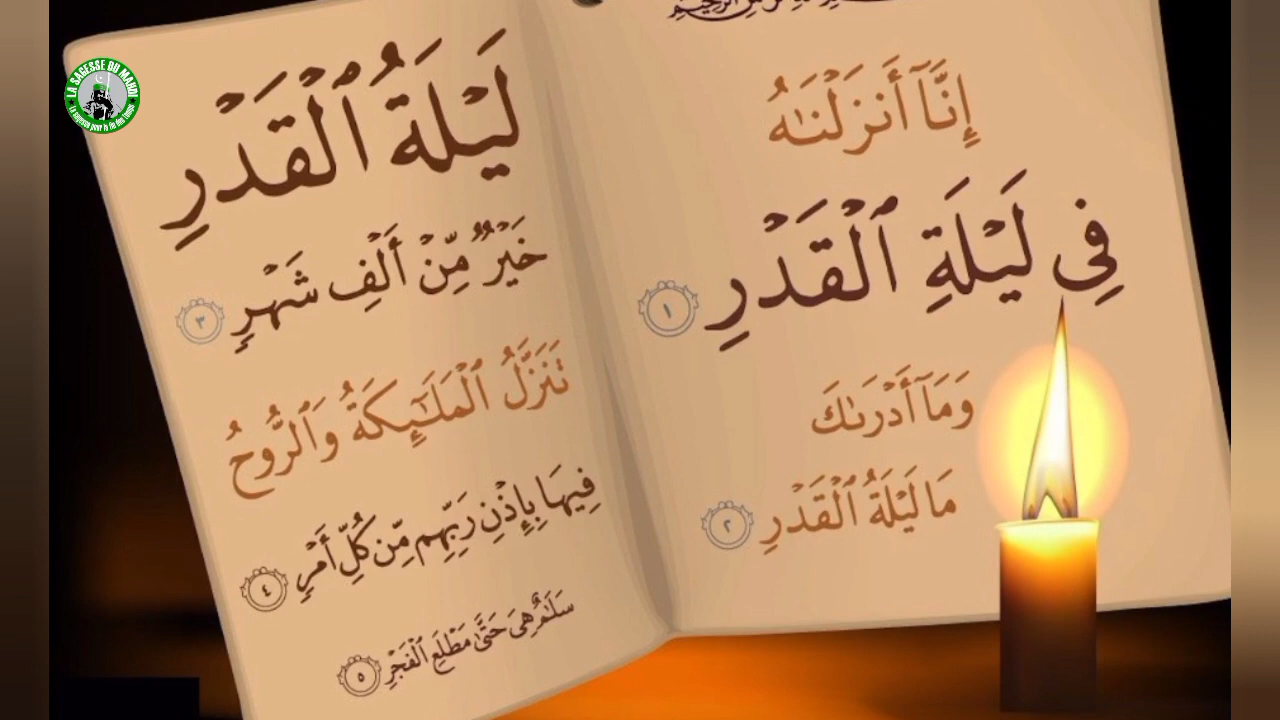 LA SAGESSE DU MAHDI
إِنَّآ أَنزَلْنَـٰهُ
فِى لَيْلَةِ ٱلْقَدْرِ ١
وَمَآ أَدْرَىٰكَ
مَا لَيْلَةُ ٱلْقَدْرِ ٢
لَيْلَةُ ٱلْقَدْرِ
خَيْرٌ مِّنْ أَلْفِ شَهْرٍ ٣
تَنَزَّلُ ٱلْمَلَـٰٓئِكَةُ وَٱلرُّوحُ
فِيهَا بِإِذْنِ رَبِّهِم مِّن كُلِّ أَمْرٍ ٤
سَلَـٰمٌ هِىَ حَتَّىٰ مَطْلَعِ ٱلْفَجْرِ ٥